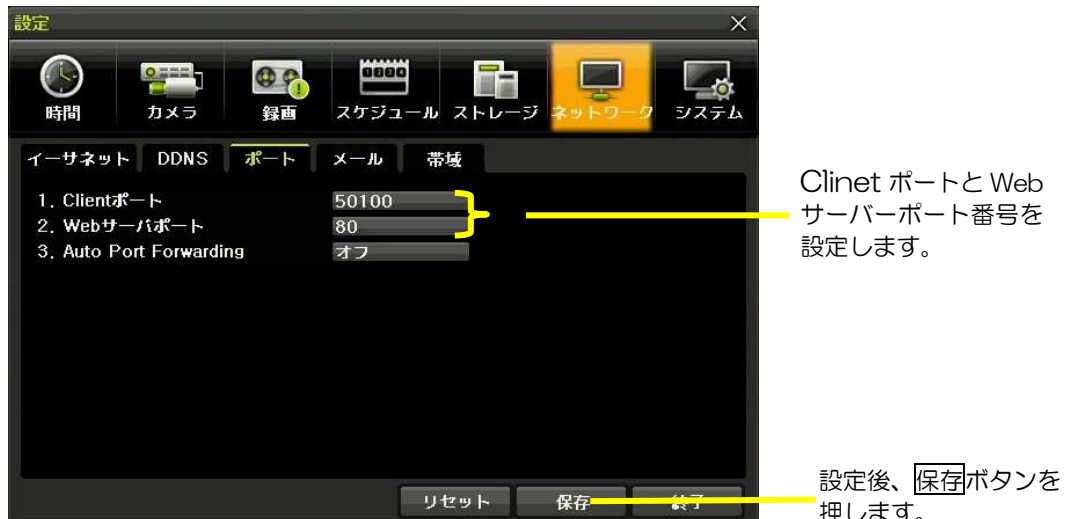 設定
時間 カメラ 録画 スケジュール ストレージ ネットワーク システム
イーサネット DDNS ポート メール 帯域
1. Clientポート 50100
2. Webサーバポート 80
3. Auto Port Forwarding オフ
リセット 保存 終了
Clinet ポートと Web
サーバーポート番号を
設定します。
設定後、保存ボタンを
押します。